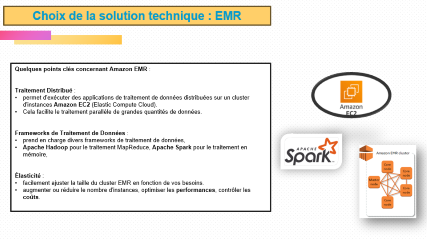 Choix de la solution technique : EMR
Quelques points clés concernant Amazon EMR :
Traitement Distribué :
• permet d'exécuter des applications de traitement de données distribuées sur un cluster
d'instances Amazon EC2 (Elastic Compute Cloud).
• Cela facilite le traitement parallèle de grandes quantités de données.
Frameworks de Traitement de Données :
• prend en charge divers frameworks de traitement de données,
• Apache Hadoop pour le traitement MapReduce, Apache Spark pour le traitement en
mémoire.
Élasticité :
• facilement ajuster la taille du cluster EMR en fonction de vos besoins.
• augmenter ou réduire le nombre d'instances, optimiser les performances, contrôler les
coûts.
Amazon
EC2
APACHE
Spark
Amazon EMR cluster